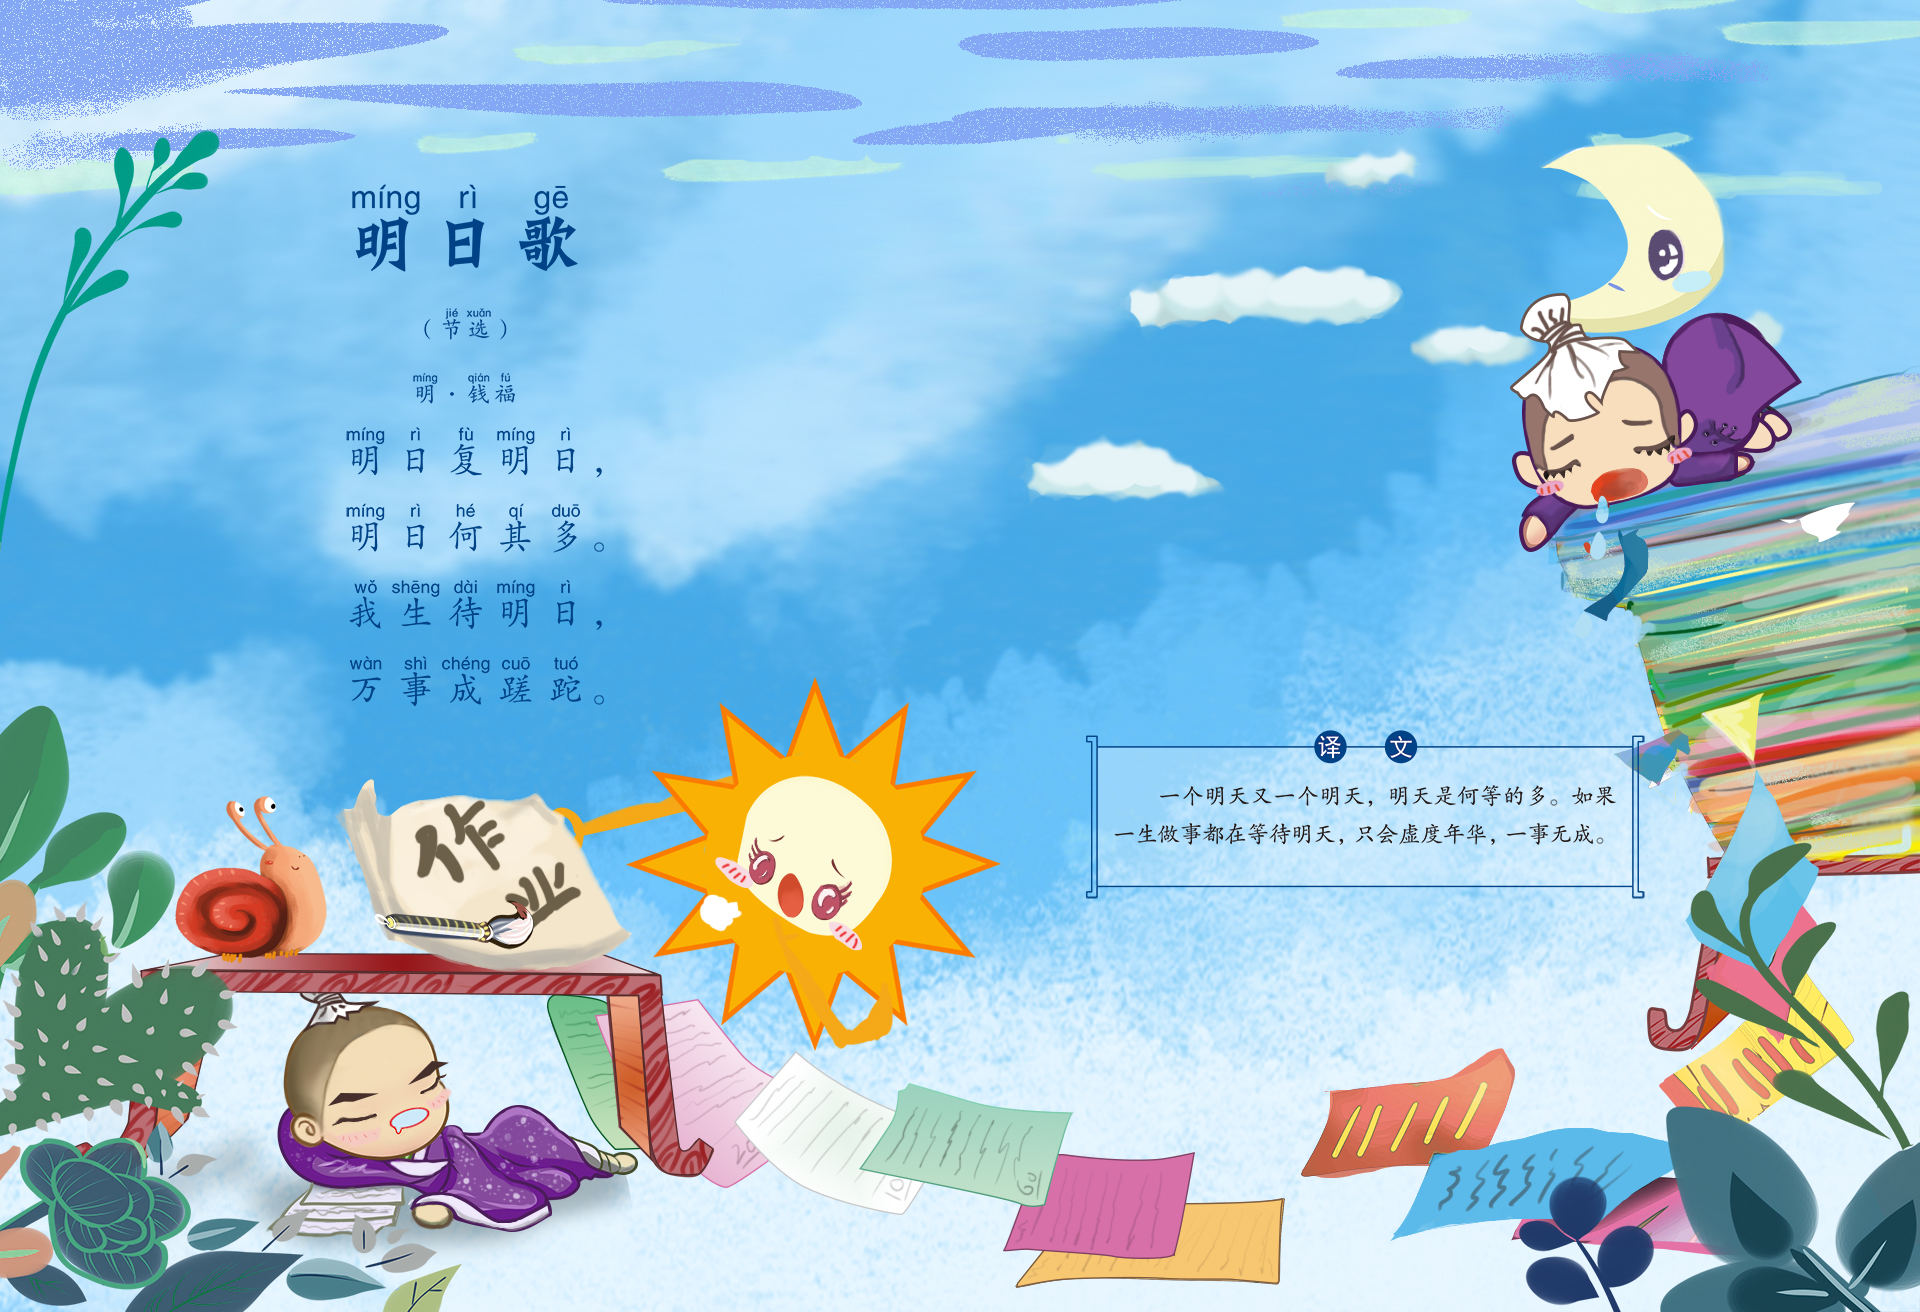 míng rì gē
明日歌
jié xuǎn
（节选）
míng qián fú
明·钱福
míng rì fù míng rì
明日复明日，
míng rì hé qí duō
明日何其多。
wǒ shēng dài míng rì
我生待明日，
wàn shì chéng cuō tuó
万事成蹉跎。
作业
译文
一个明天又一个明天，明天是何等的多。如果
一生做事都在等待明天，只会虚度年华，一事无成。
20
10
60